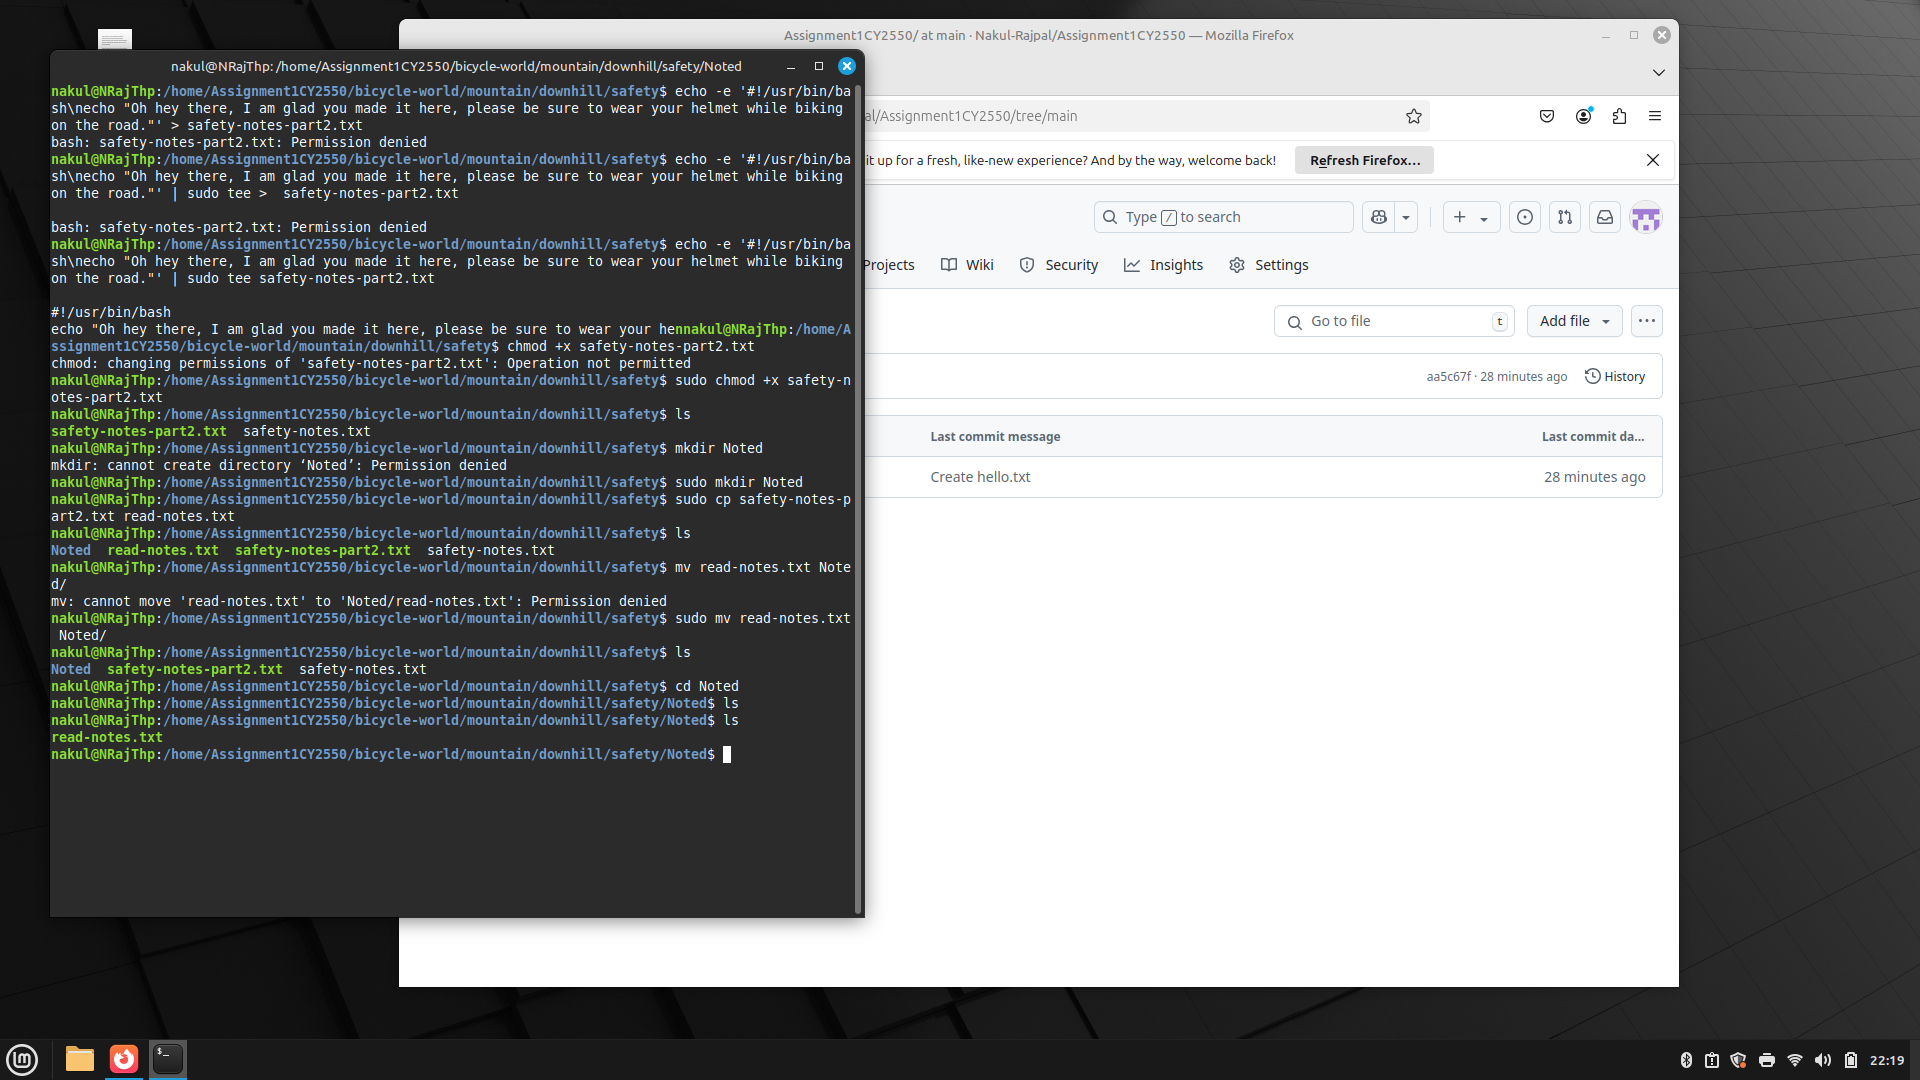 Assignment1CY2550/ at main · Nakul-Rajpal/Assignment1CY2550 — Mozilla Firefox
nakul@NRajThp: /home/Assignment1CY2550/bicycle-world/mountain/downhill/safety/Noted
nakul@NRajThp:/home/Assignment1CY2550/bicycle-world/mountain/downhill/safety$ echo -e '#!/usr/bin/ba
sh\necho "Oh hey there, I am glad you made it here, please be sure to wear your helmet while biking
on the road."' > safety-notes-part2.txt
bash: safety-notes-part2.txt: Permission denied
nakul@NRajThp:/home/Assignment1CY2550/bicycle-world/mountain/downhill/safety$ echo -e '#!/usr/bin/ba
sh\necho "Oh hey there, I am glad you made it here, please be sure to wear your helmet while biking
on the road."' | sudo tee >  safety-notes-part2.txt
bash: safety-notes-part2.txt: Permission denied
nakul@NRajThp:/home/Assignment1CY2550/bicycle-world/mountain/downhill/safety$ echo -e '#!/usr/bin/ba
sh\necho "Oh hey there, I am glad you made it here, please be sure to wear your helmet while biking
on the road."' | sudo tee safety-notes-part2.txt
#!/usr/bin/bash
echo "Oh hey there, I am glad you made it here, please be sure to wear your hennakul@NRajThp:/home/A
ssignment1CY2550/bicycle-world/mountain/downhill/safety$ chmod +x safety-notes-part2.txt
chmod: changing permissions of 'safety-notes-part2.txt': Operation not permitted
nakul@NRajThp:/home/Assignment1CY2550/bicycle-world/mountain/downhill/safety$ sudo chmod +x safety-n
otes-part2.txt
nakul@NRajThp:/home/Assignment1CY2550/bicycle-world/mountain/downhill/safety$ ls
safety-notes-part2.txt  safety-notes.txt
nakul@NRajThp:/home/Assignment1CY2550/bicycle-world/mountain/downhill/safety$ mkdir Noted
mkdir: cannot create directory ‘Noted’: Permission denied
nakul@NRajThp:/home/Assignment1CY2550/bicycle-world/mountain/downhill/safety$ sudo mkdir Noted
nakul@NRajThp:/home/Assignment1CY2550/bicycle-world/mountain/downhill/safety$ sudo cp safety-notes-p
art2.txt read-notes.txt
nakul@NRajThp:/home/Assignment1CY2550/bicycle-world/mountain/downhill/safety$ ls
Noted  read-notes.txt  safety-notes-part2.txt  safety-notes.txt
nakul@NRajThp:/home/Assignment1CY2550/bicycle-world/mountain/downhill/safety$ mv read-notes.txt Note
d/
mv: cannot move 'read-notes.txt' to 'Noted/read-notes.txt': Permission denied
nakul@NRajThp:/home/Assignment1CY2550/bicycle-world/mountain/downhill/safety$ sudo mv read-notes.txt
 Noted/
nakul@NRajThp:/home/Assignment1CY2550/bicycle-world/mountain/downhill/safety$ ls
Noted  safety-notes-part2.txt  safety-notes.txt
nakul@NRajThp:/home/Assignment1CY2550/bicycle-world/mountain/downhill/safety$ cd Noted
nakul@NRajThp:/home/Assignment1CY2550/bicycle-world/mountain/downhill/safety/Noted$ ls
nakul@NRajThp:/home/Assignment1CY2550/bicycle-world/mountain/downhill/safety/Noted$ ls
read-notes.txt
nakul@NRajThp:/home/Assignment1CY2550/bicycle-world/mountain/downhill/safety/Noted$
al/Assignment1CY2550/tree/main
it up for a fresh, like-new experience? And by the way, welcome back! Refresh Firefox...
Type / to search
Projects Wiki Security Insights Settings
Go to file t Add file
aa5c67f · 28 minutes ago History
Last commit message Last commit da...
Create hello.txt 28 minutes ago
22:19